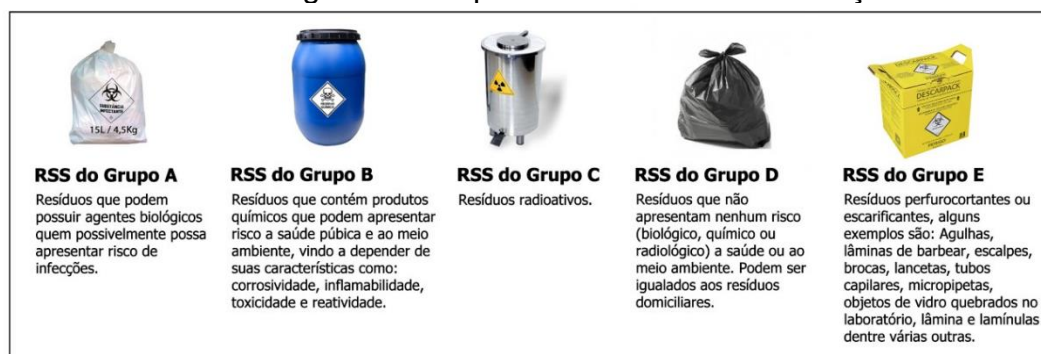 15L / 4,5Kg
DESCARPACK
RSS do Grupo A
Resíduos que podem
possuir agentes biológicos
quem possivelmente possa
apresentar risco de
infecções.
RSS do Grupo B
Resíduos que contém produtos
químicos que podem apresentar
risco a saúde púbica e ao meio
ambiente, vindo a depender de
suas características como:
corrosividade, inflamabilidade,
toxicidade e reatividade.
RSS do Grupo C
Resíduos radioativos.
RSS do Grupo D
Resíduos que não
apresentam nenhum risco
(biológico, químico ou
radiológico) a saúde ou ao
meio ambiente. Podem ser
igualados aos resíduos
domiciliares.
RSS do Grupo E
Resíduos perfurocortantes ou
escarificantes, alguns
exemplos são: Agulhas,
lâminas de barbear, escalpes,
brocas, lancetas, tubos
capilares, micropipetas,
objetos de vidro quebrados no
laboratório, lâmina e lamínulas
dentre várias outras.